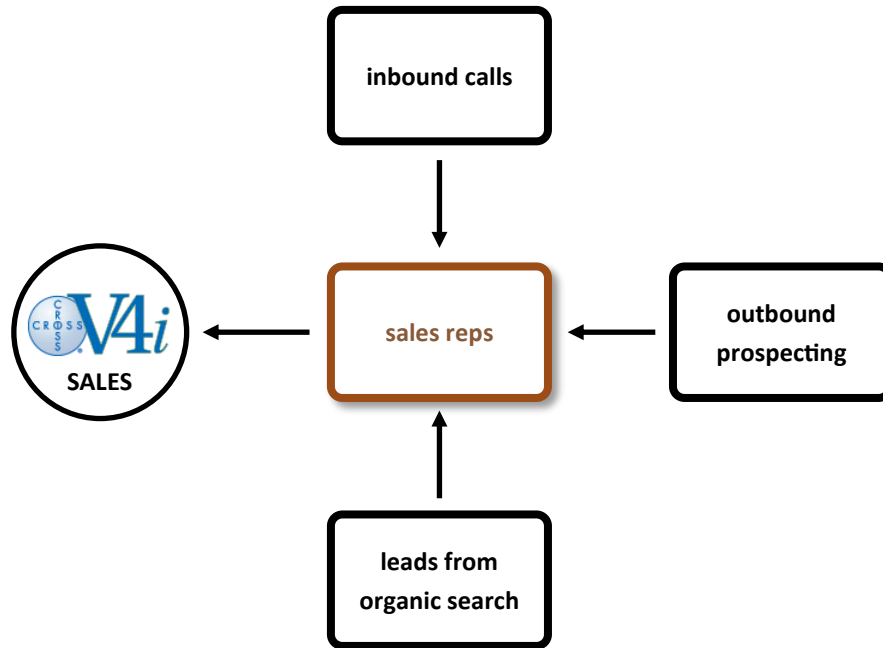 inbound calls
CROSS
CROSS
V4i
SALES
sales reps
outbound
prospecting
leads from
organic search